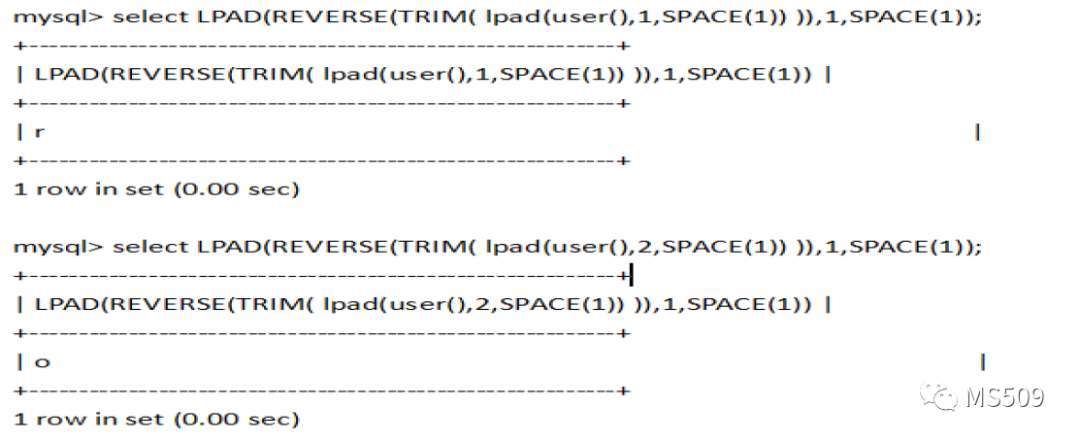 mysql> select LPAD(REVERSE(TRIM( lpad(user(),1,SPACE(1)) )),1,SPACE(1));
+-----------------------------------------------------------+
| LPAD(REVERSE(TRIM( lpad(user(),1,SPACE(1)) )),1,SPACE(1)) |
+-----------------------------------------------------------+
| r |
+-----------------------------------------------------------+
1 row in set (0.00 sec)
mysql> select LPAD(REVERSE(TRIM( lpad(user(),2,SPACE(1)) )),1,SPACE(1));
+-----------------------------------------------------------+
| LPAD(REVERSE(TRIM( lpad(user(),2,SPACE(1)) )),1,SPACE(1)) |
+-----------------------------------------------------------+
| o |
+-----------------------------------------------------------+
1 row in set (0.00 sec)
MS509